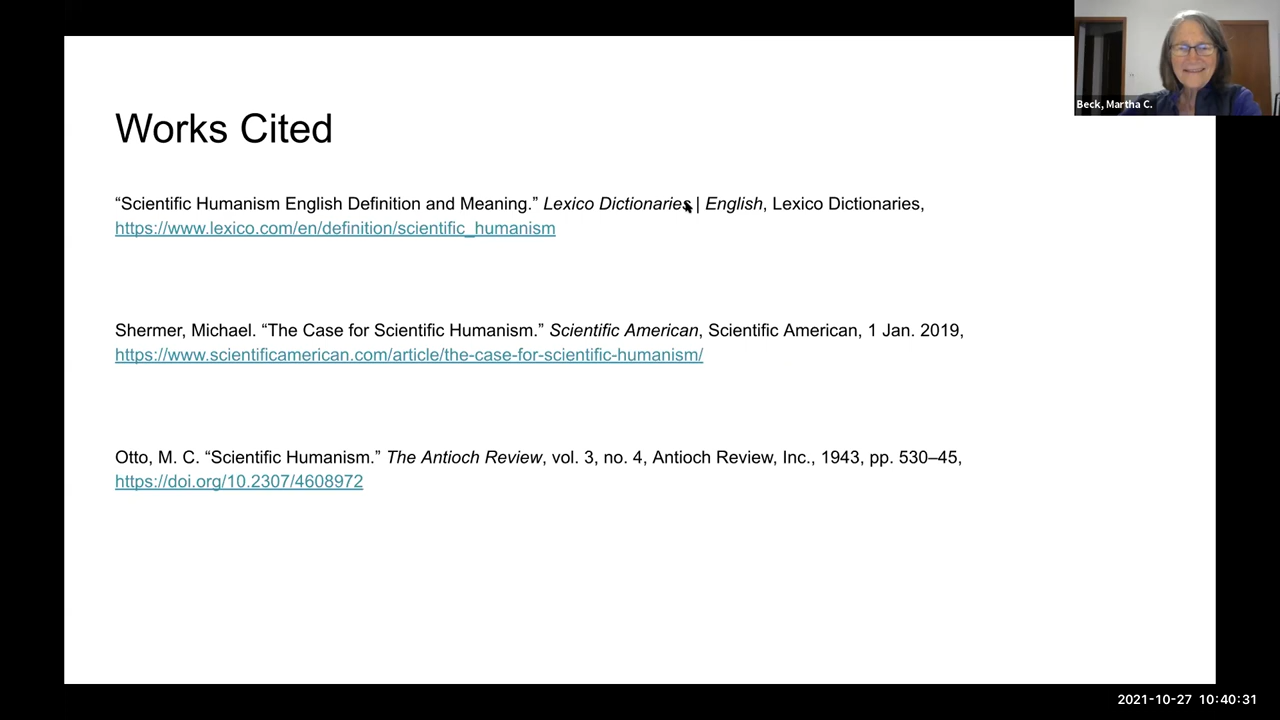 Beck, Martha C.
Works Cited
“Scientific Humanism English Definition and Meaning.” Lexico Dictionaries | English, Lexico Dictionaries,
https://www.lexico.com/en/definition/scientific_humanism
Shermer, Michael. “The Case for Scientific Humanism.” Scientific American, Scientific American, 1 Jan. 2019,
https://www.scientificamerican.com/article/the-case-for-scientific-humanism/
Otto, M. C. “Scientific Humanism.” The Antioch Review, vol. 3, no. 4, Antioch Review, Inc., 1943, pp. 530–45,
https://doi.org/10.2307/4608972
2021-10-27 10:40:31